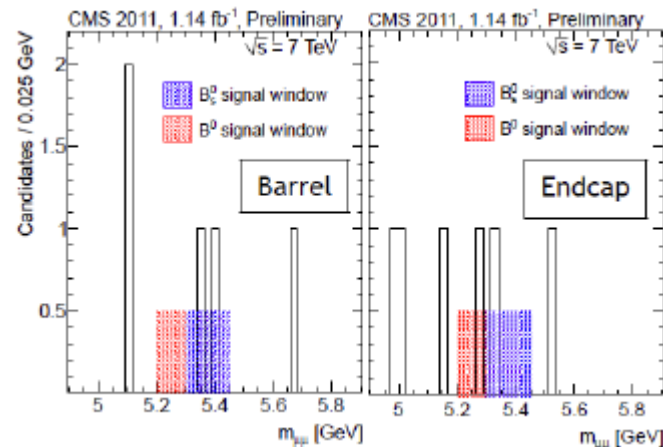 CMS 2011, 1.14 fb⁻¹, Preliminary
√s = 7 TeV
Candidates / 0.025 GeV
B⁰ₛ signal window
B⁰ signal window
Barrel
2
1.5
1
0.5
5 5.2 5.4 5.6 5.8
m_μμ [GeV]
CMS 2011, 1.14 fb⁻¹, Preliminary
√s = 7 TeV
B⁰ₛ signal window
B⁰ signal window
Endcap
5 5.2 5.4 5.6 5.8
m_μμ [GeV]